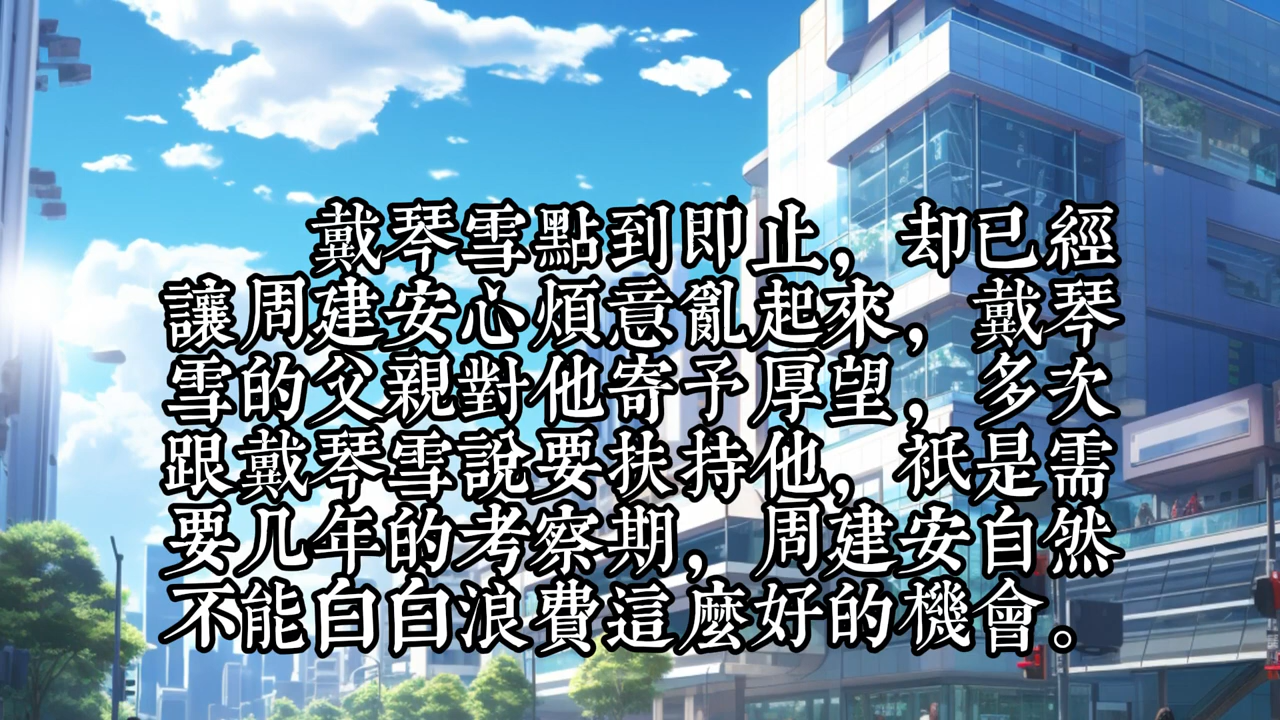 戴琴雪點到即止，却已經
讓周建安心煩意亂起來，戴琴
雪的父親對他寄予厚望，多次
跟戴琴雪說要扶持他，祇是需
要几年的考察期，周建安自然
不能白白浪費這麼好的機會。